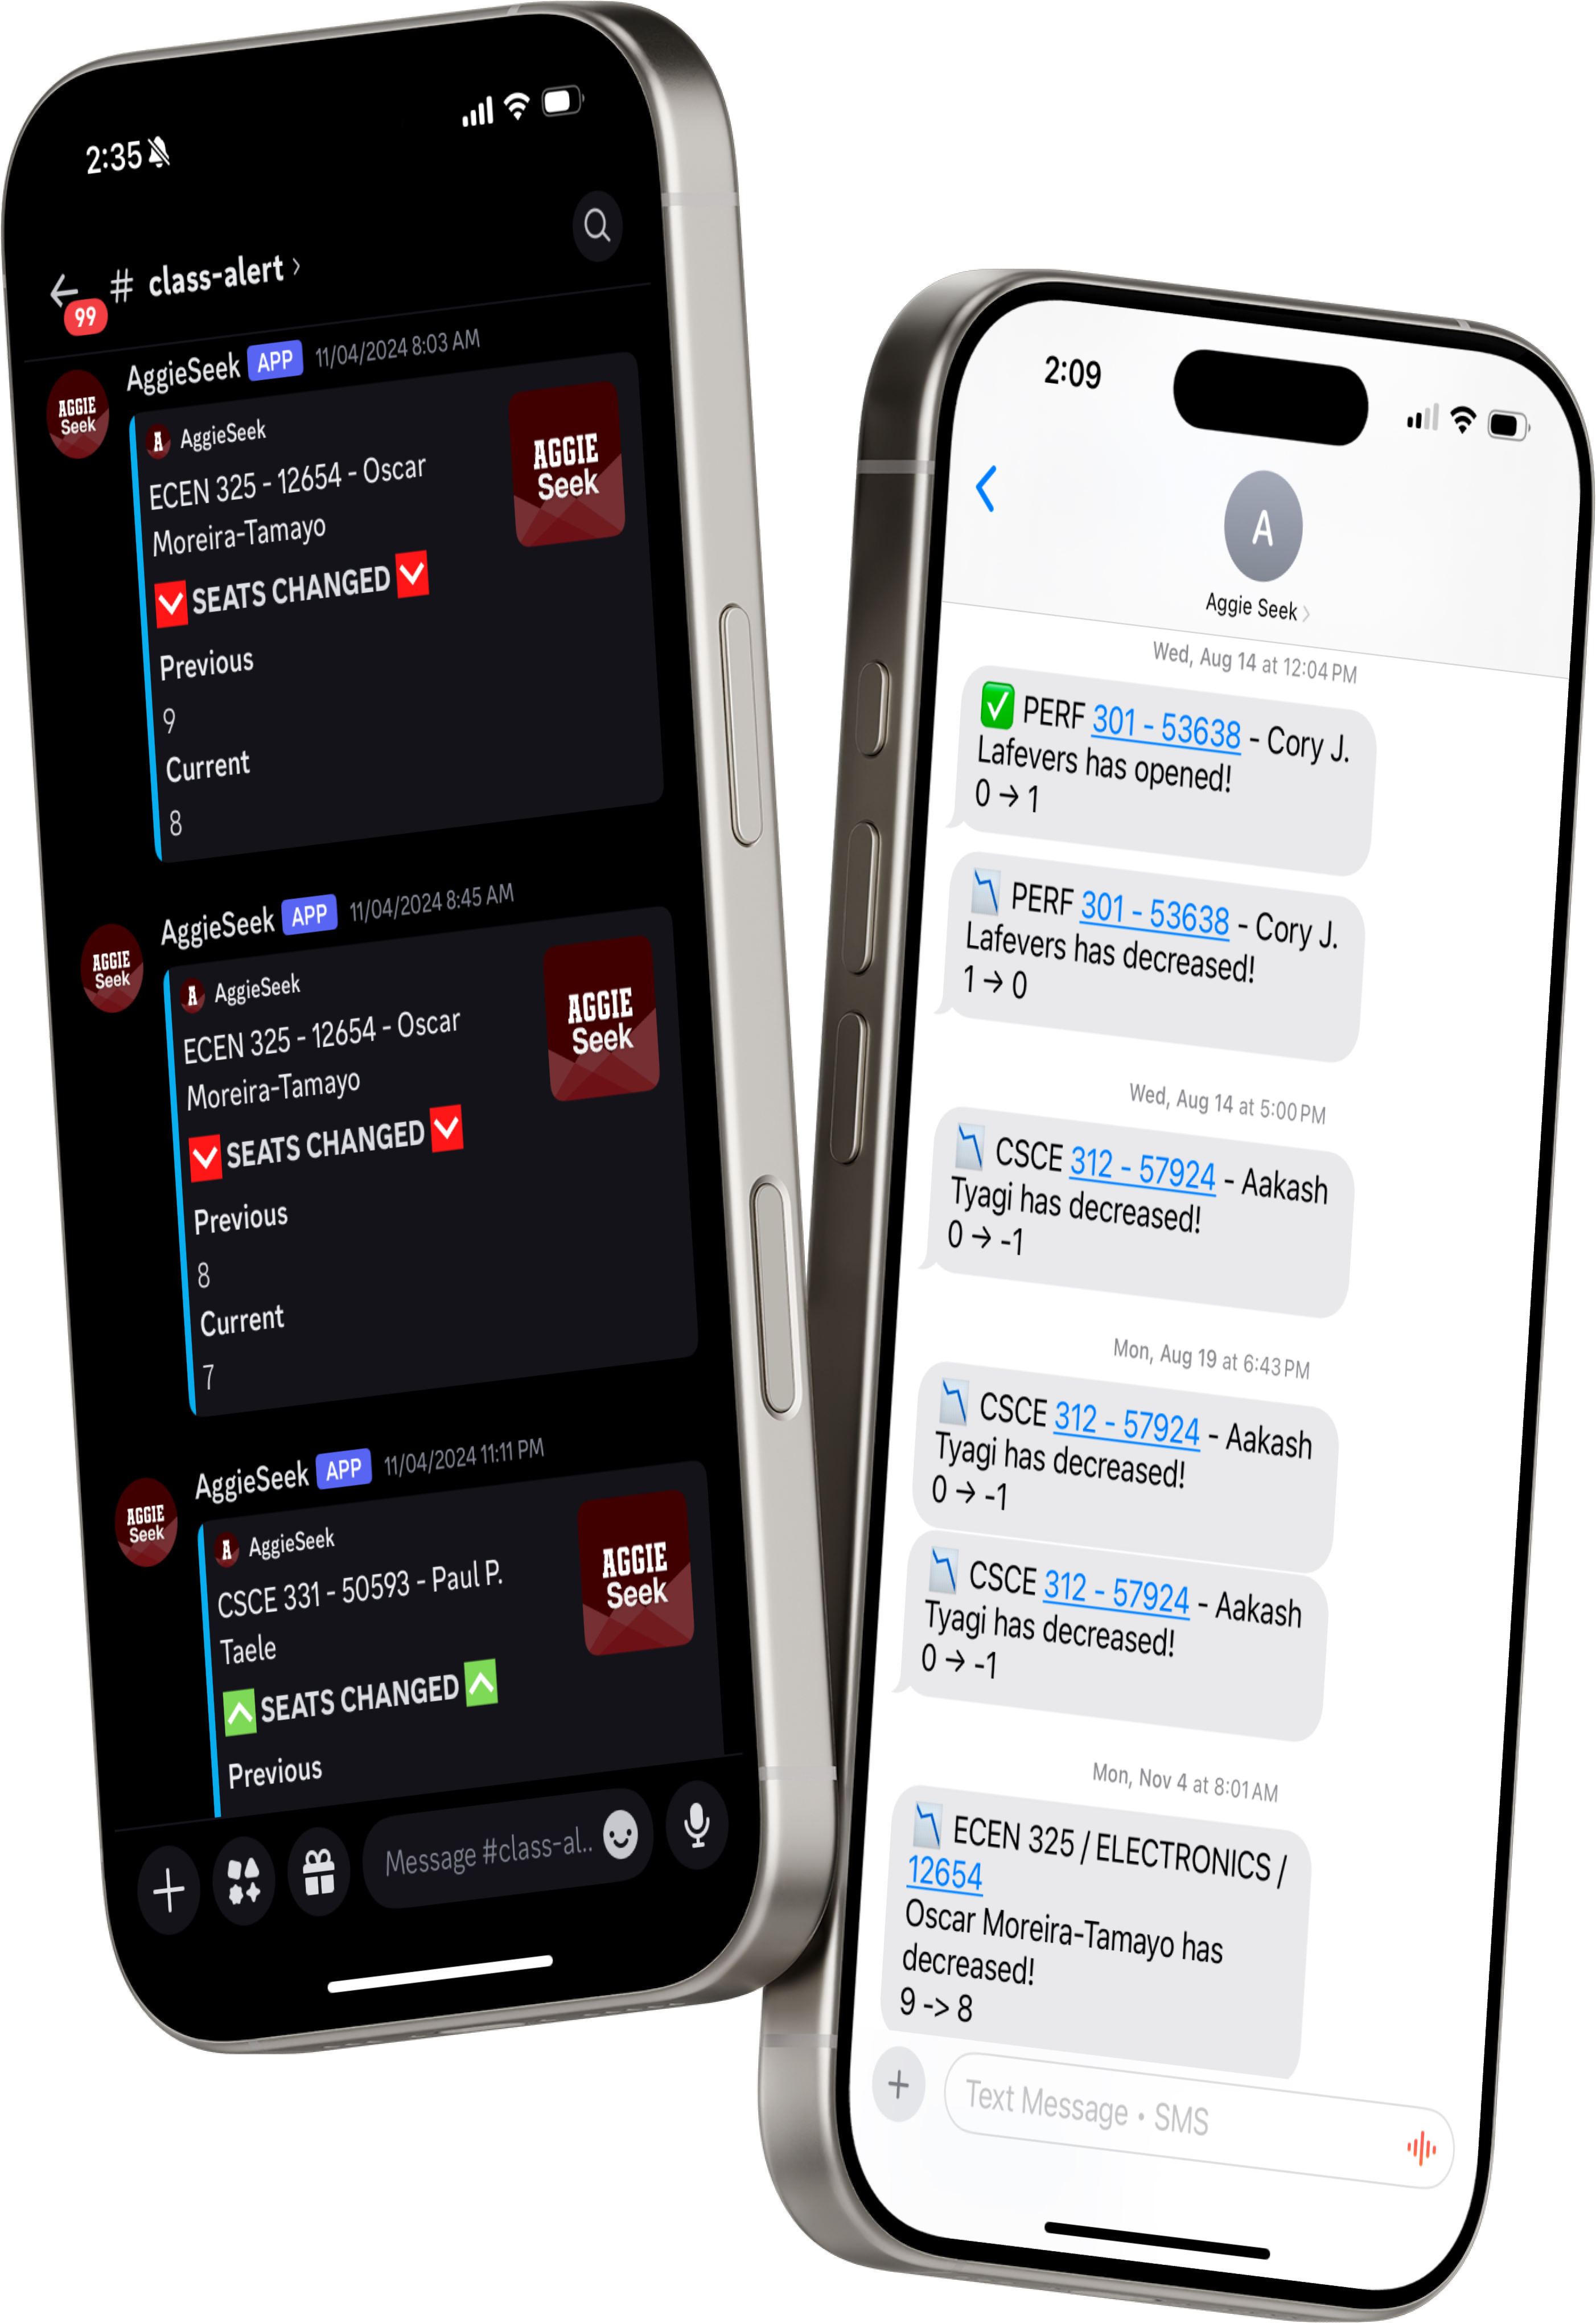 2:35
99
# class-alert
AggieSeek APP 11/04/2024 8:03 AM
AGGIE
Seek
A AggieSeek
ECEN 325 - 12654 - Oscar
Moreira-Tamayo
AGGIE
Seek
SEATS CHANGED
Previous
9
Current
8
AggieSeek APP 11/04/2024 8:45 AM
AGGIE
Seek
A AggieSeek
ECEN 325 - 12654 - Oscar
Moreira-Tamayo
AGGIE
Seek
SEATS CHANGED
Previous
8
Current
7
AggieSeek APP 11/04/2024 11:11 PM
AGGIE
Seek
A AggieSeek
CSCE 331 - 50593 - Paul P.
Taele
AGGIE
Seek
SEATS CHANGED
Previous
Message #class-al..
2:09
A
Aggie Seek
Wed, Aug 14 at 12:04 PM
✅ PERF 301 - 53638 - Cory J.
Lafevers has opened!
0 → 1
📉 PERF 301 - 53638 - Cory J.
Lafevers has decreased!
1 → 0
Wed, Aug 14 at 5:00 PM
📉 CSCE 312 - 57924 - Aakash
Tyagi has decreased!
0 → -1
Mon, Aug 19 at 6:43 PM
📉 CSCE 312 - 57924 - Aakash
Tyagi has decreased!
0 → -1
📉 CSCE 312 - 57924 - Aakash
Tyagi has decreased!
0 → -1
Mon, Nov 4 at 8:01 AM
📉 ECEN 325 / ELECTRONICS /
12654
Oscar Moreira-Tamayo has
decreased!
9 -> 8
Text Message • SMS